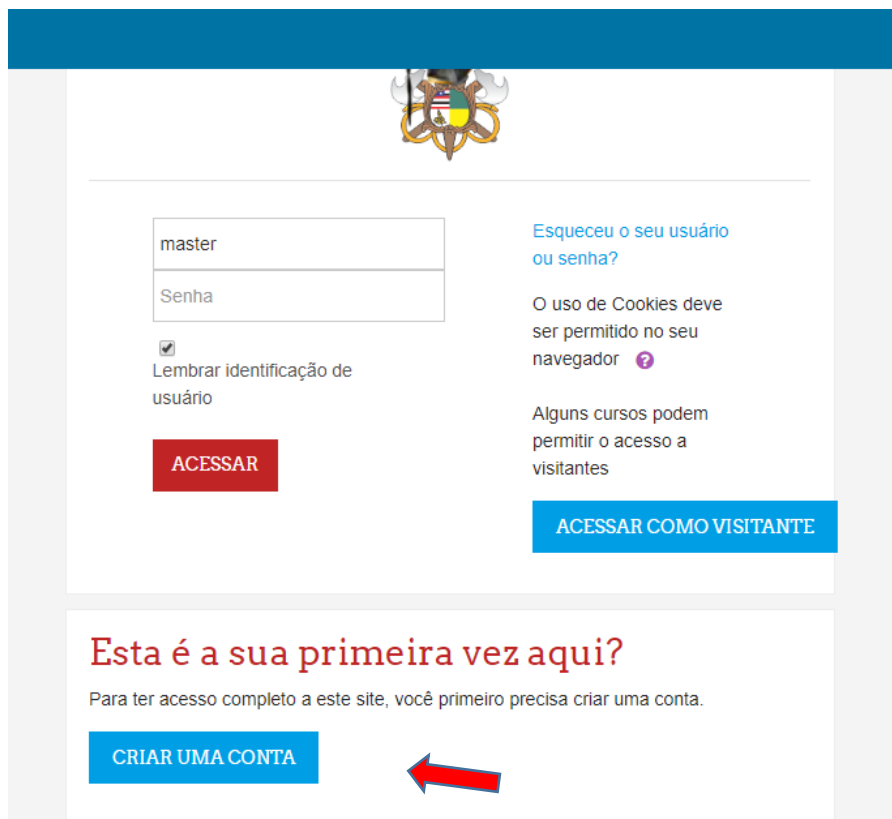 master
Senha
Lembrar identificação de
usuário
ACESSAR
Esqueceu o seu usuário
ou senha?
O uso de Cookies deve
ser permitido no seu
navegador
Alguns cursos podem
permitir o acesso a
visitantes
ACESSAR COMO VISITANTE
Esta é a sua primeira vez aqui?
Para ter acesso completo a este site, você primeiro precisa criar uma conta.
CRIAR UMA CONTA